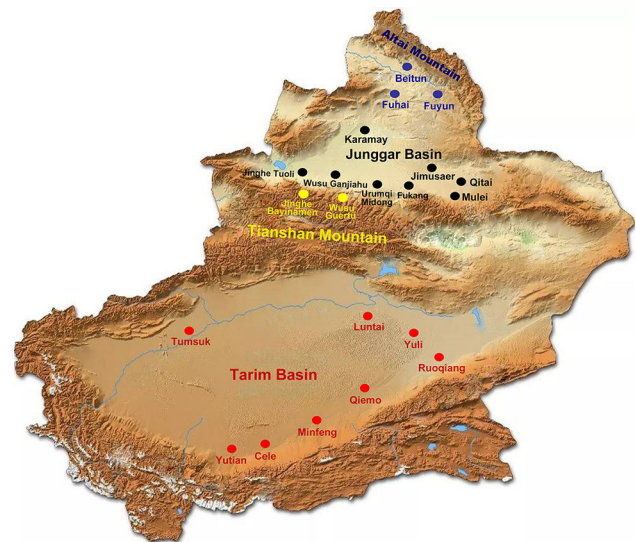 Altai Mountain
Beitun
Fuhai
Fuyun
Karamay
Junggar Basin
Jinghe Tuoli
Wusu Ganjiahu
Jimusaer
Qitai
Urumqi
Midong
Fukang
Mulei
Jinghe
Bayinamen
Wusu
Guertu
Tianshan Mountain
Luntai
Tumsuk
Yuli
Ruoqiang
Tarim Basin
Qiemo
Minfeng
Cele
Yutian